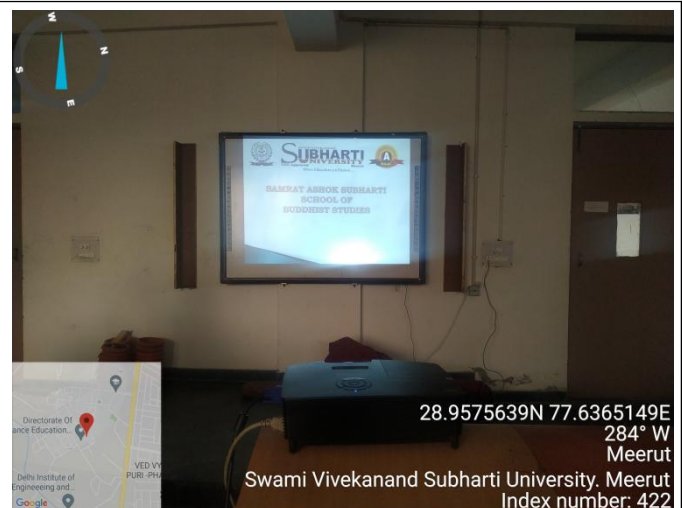 W
N
S
E
SUBHARTI
UNIVERSITY
A
SAMRAT ASHOK SUBHARTI
SCHOOL OF
BUDDHIST STUDIES
Directorate Of
ance Education...
VED VY
PURI -PHA
Delhi Institute of
Engineeing and...
Google
28.9575639N 77.6365149E
284° W
Meerut
Swami Vivekanand Subharti University. Meerut
Index number: 422